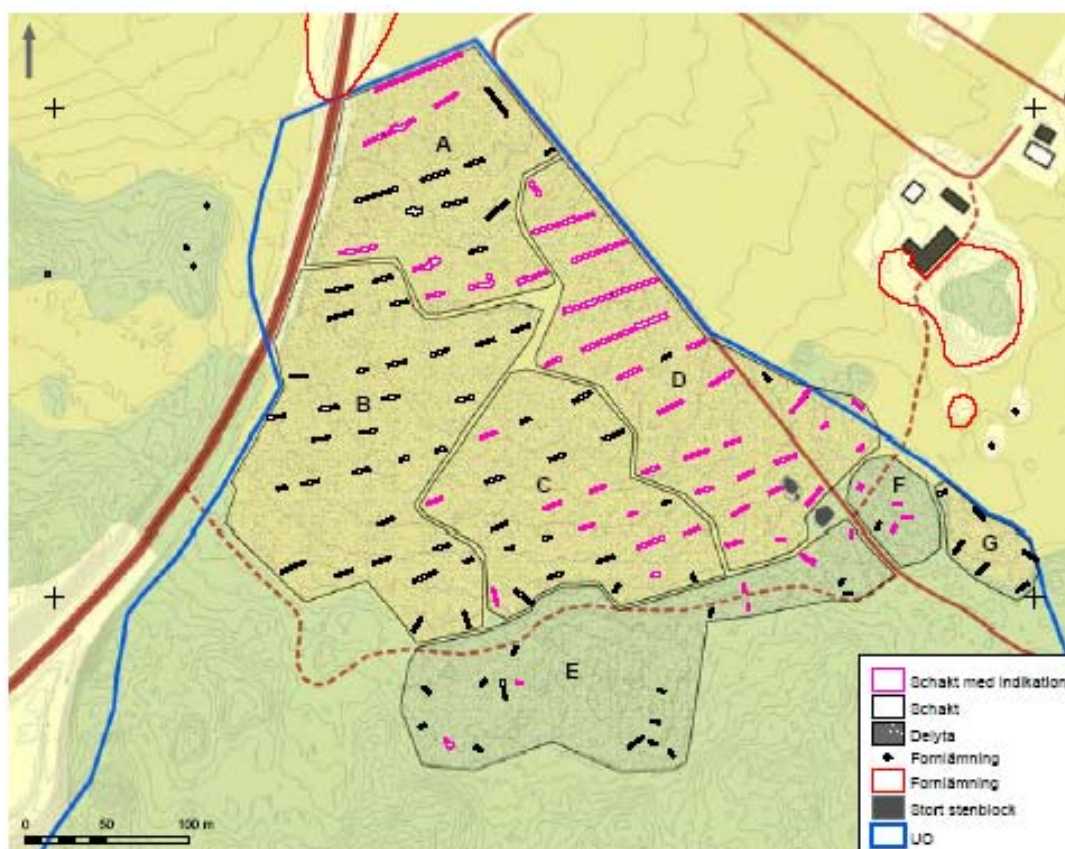 A
B
D
C
F
G
E
Schakt med indikation
Schakt
Delyta
Fornlämning
Fornlämning
Stort stenblock
UO
0 50 100 m